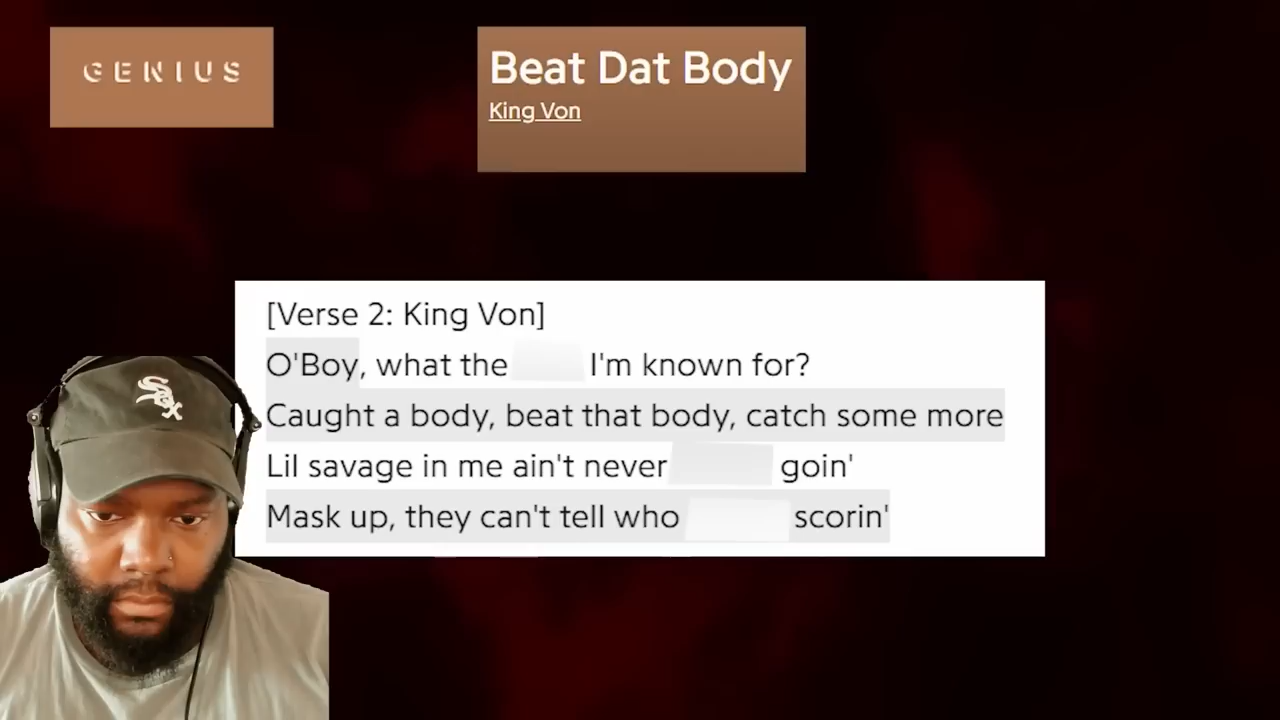 GENIUS
Beat Dat Body
King Von
[Verse 2: King Von]
O'Boy, what the I'm known for?
Caught a body, beat that body, catch some more
Lil savage in me ain't never goin'
Mask up, they can't tell who scorin'
Sox